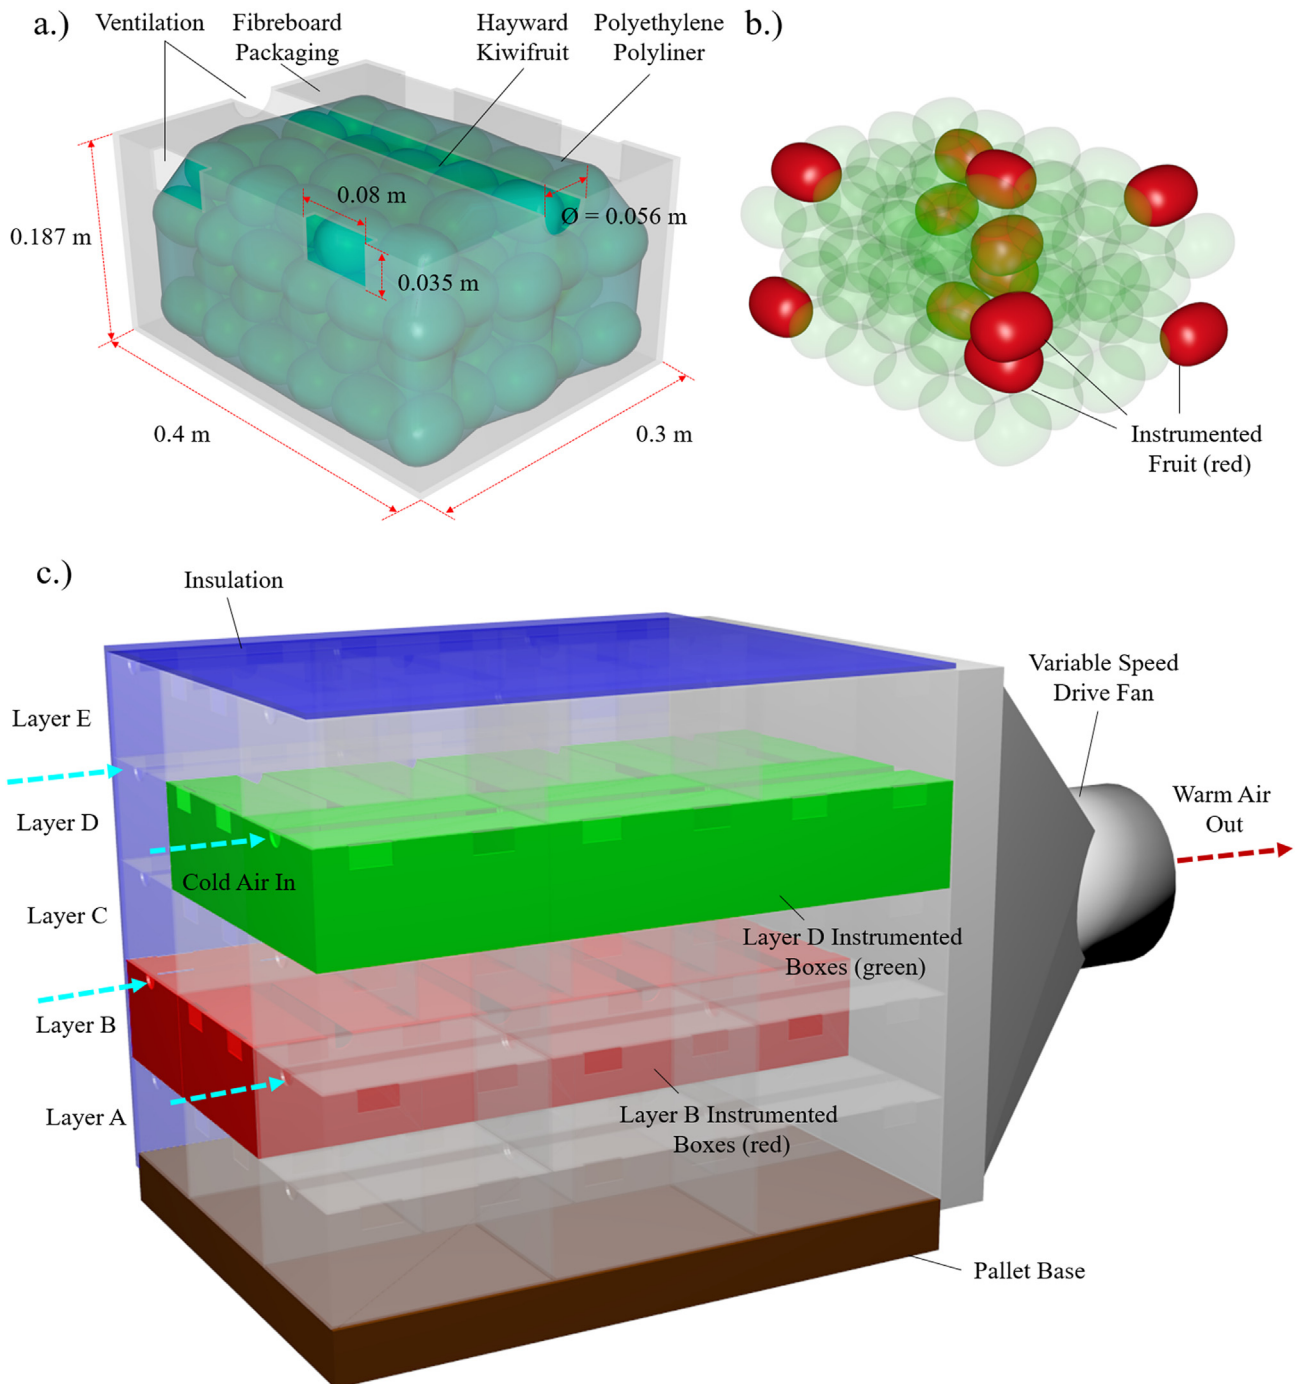 a.)
Ventilation
Fibreboard
Packaging
Hayward
Kiwifruit
Polyethylene
Polyliner
0.187 m
0.08 m
Ø = 0.056 m
0.035 m
0.4 m
0.3 m
b.)
Instrumented
Fruit (red)
c.)
Insulation
Variable Speed
Drive Fan
Layer E
Layer D
Cold Air In
Warm Air
Out
Layer C
Layer D Instrumented
Boxes (green)
Layer B
Layer A
Layer B Instrumented
Boxes (red)
Pallet Base